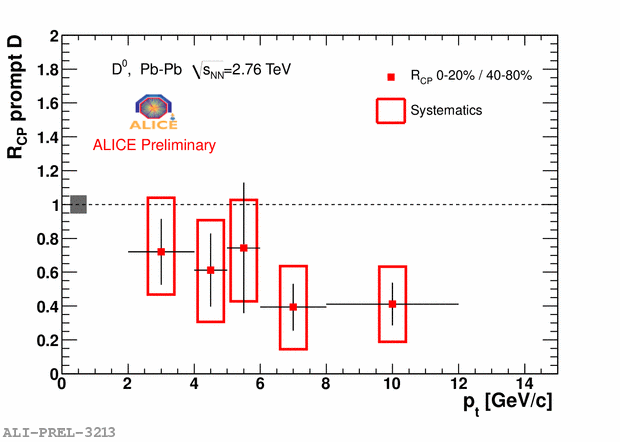 R_CP prompt D
2
1.8
1.6
1.4
1.2
1
0.8
0.6
0.4
0.2
0
D⁰, Pb-Pb √s_NN=2.76 TeV
ALICE
ALICE Preliminary
R_CP 0-20% / 40-80%
Systematics
0 2 4 6 8 10 12 14
p_t [GeV/c]
ALI-PREL-3213